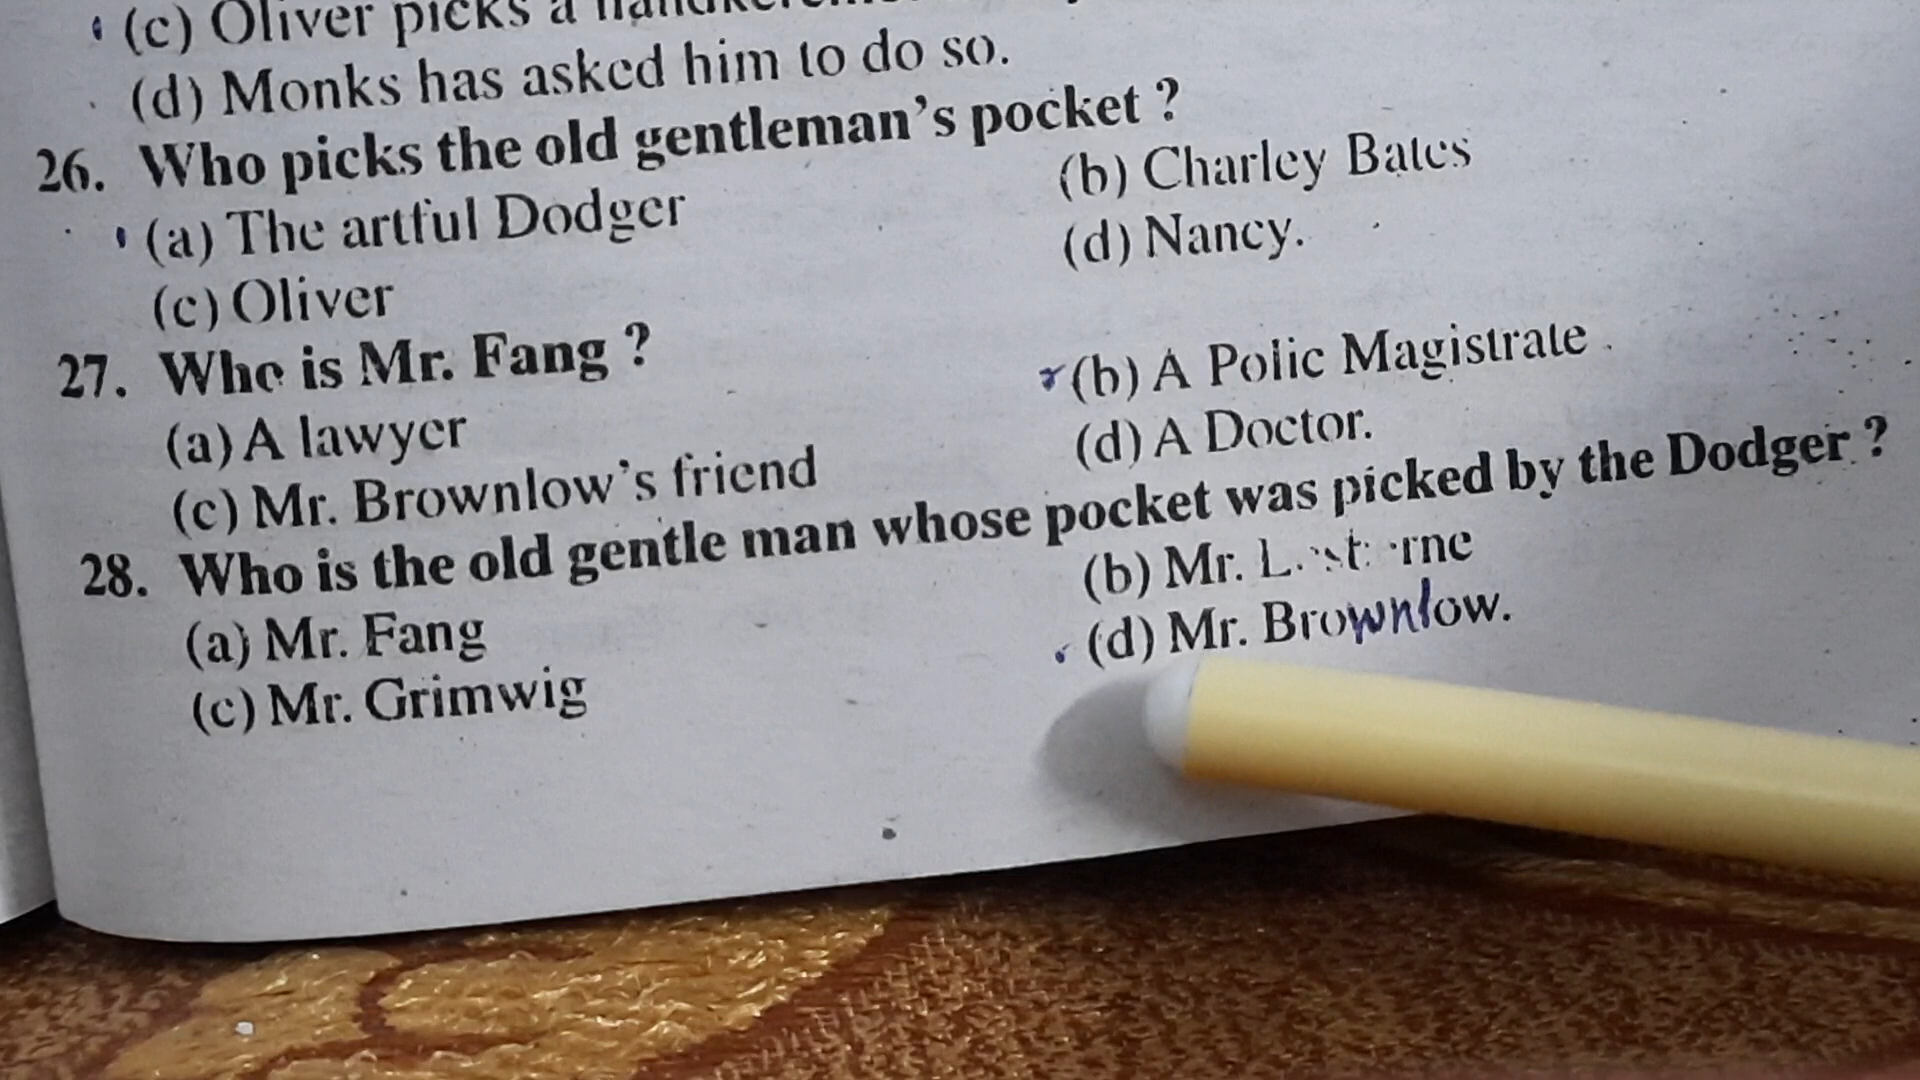 (c) Oliver picks a
(d) Monks has asked him to do so.
26. Who picks the old gentleman's pocket ?
(a) The artful Dodger (b) Charley Bates
(c) Oliver (d) Nancy.
27. Who is Mr. Fang ?
(a) A lawyer (b) A Polic Magistrate
(c) Mr. Brownlow's friend (d) A Doctor.
28. Who is the old gentle man whose pocket was picked by the Dodger ?
(a) Mr. Fang (b) Mr.
(c) Mr. Grimwig (d) Mr. Brownlow.